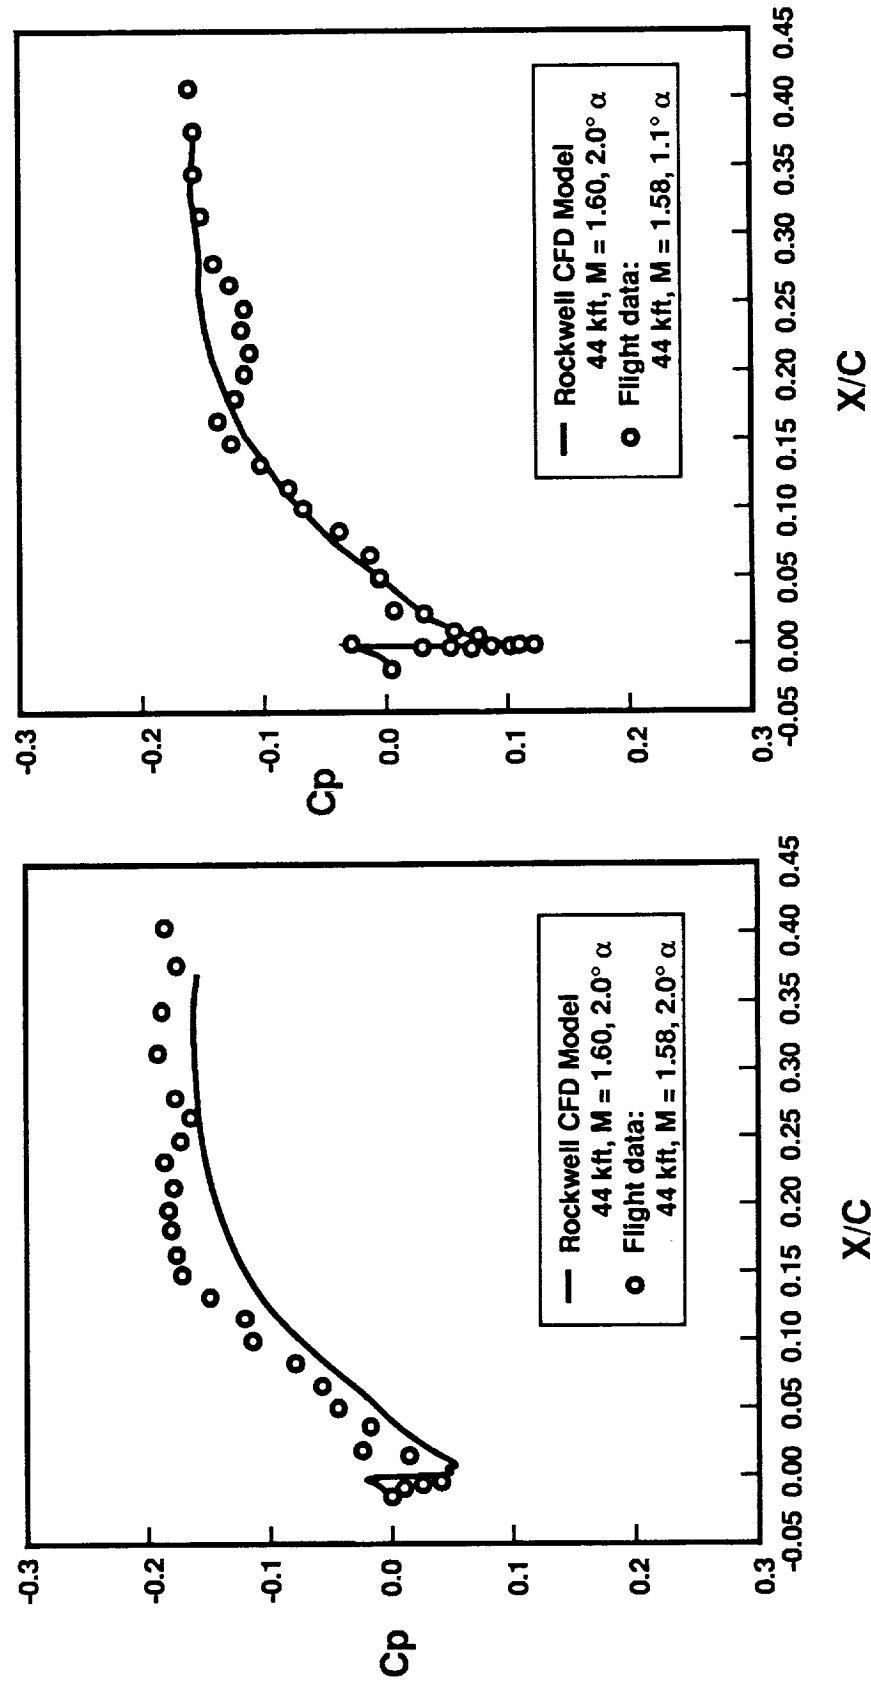 -0.3
-0.2
-0.1
0.0
0.1
0.2
0.3
Cp
-0.05 0.00 0.05 0.10 0.15 0.20 0.25 0.30 0.35 0.40 0.45
X/C
Rockwell CFD Model
44 kft, M = 1.60, 2.0° α
Flight data:
44 kft, M = 1.58, 2.0° α
-0.3
-0.2
-0.1
0.0
0.1
0.2
0.3
Cp
-0.05 0.00 0.05 0.10 0.15 0.20 0.25 0.30 0.35 0.40 0.45
X/C
Rockwell CFD Model
44 kft, M = 1.60, 2.0° α
Flight data:
44 kft, M = 1.58, 1.1° α